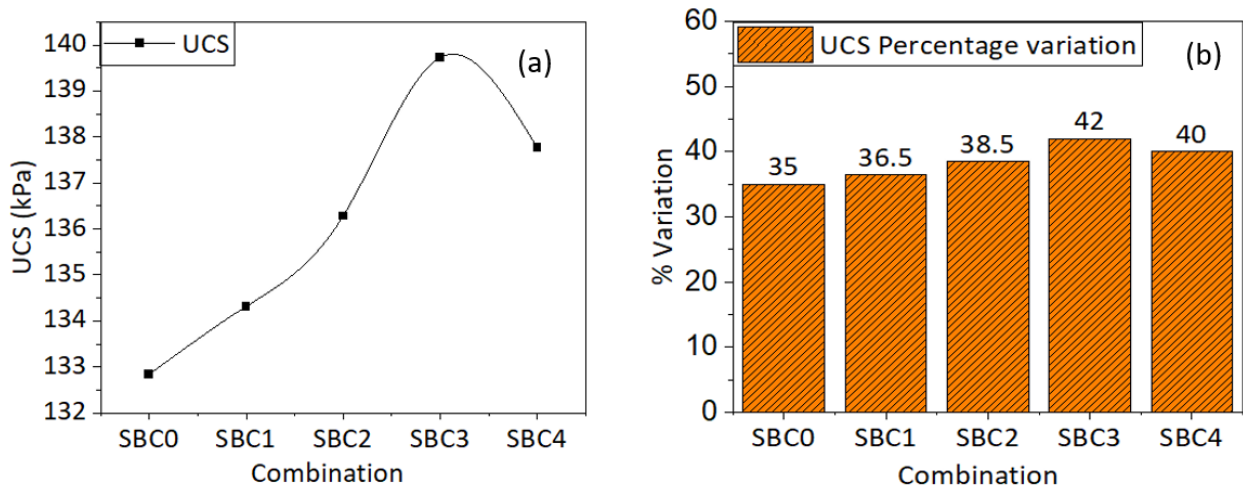 UCS
(a)
140
139
138
137
136
135
134
133
132
UCS (kPa)
SBC0 SBC1 SBC2 SBC3 SBC4
Combination
UCS Percentage variation
(b)
60
50
40
30
20
10
0
% Variation
35 36.5 38.5 42 40
SBC0 SBC1 SBC2 SBC3 SBC4
Combination